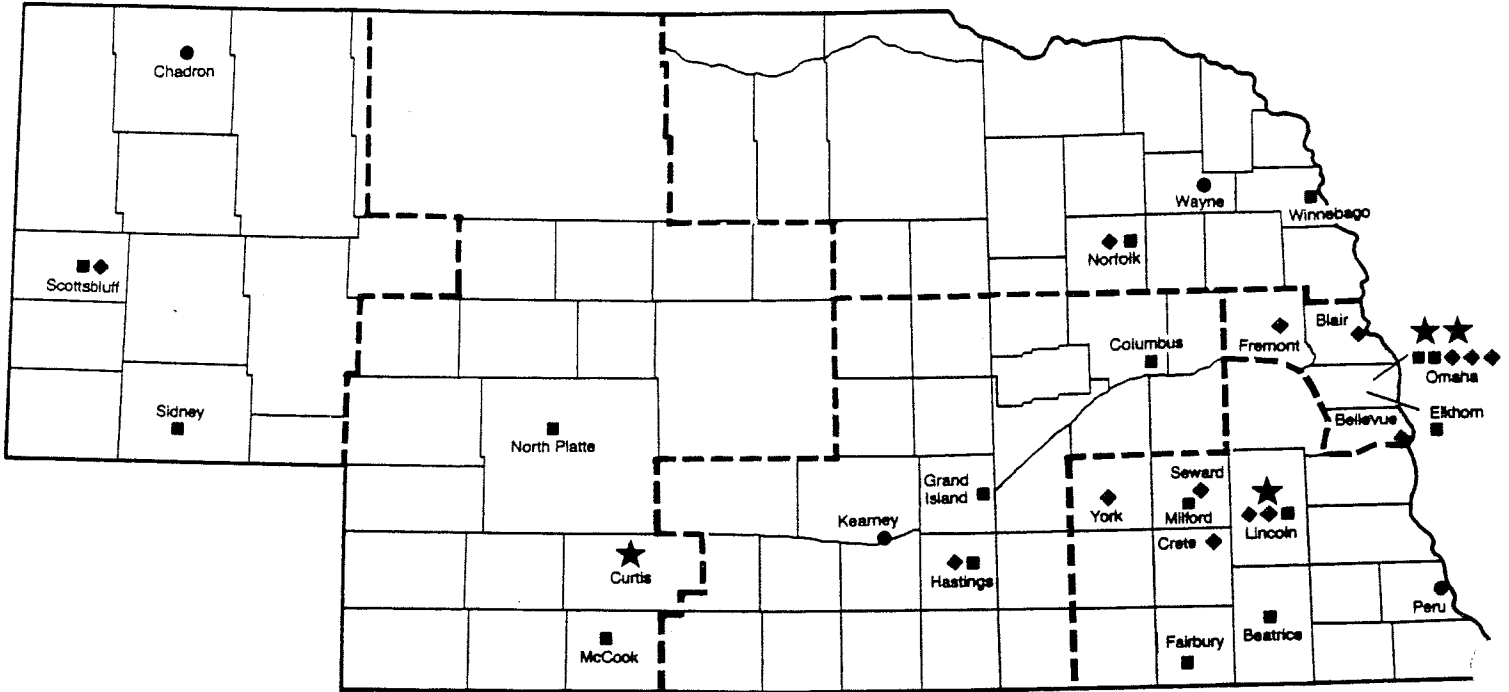 Chadron
Wayne
Winnebago
Norfolk
Scottsbluff
Blair
Columbus
Fremont
Omaha
Sidney
Elkhorn
Bellevue
North Platte
Grand
Island
Seward
York
Milford
Kearney
Lincoln
Crete
Curtis
Hastings
Peru
McCook
Fairbury
Beatrice